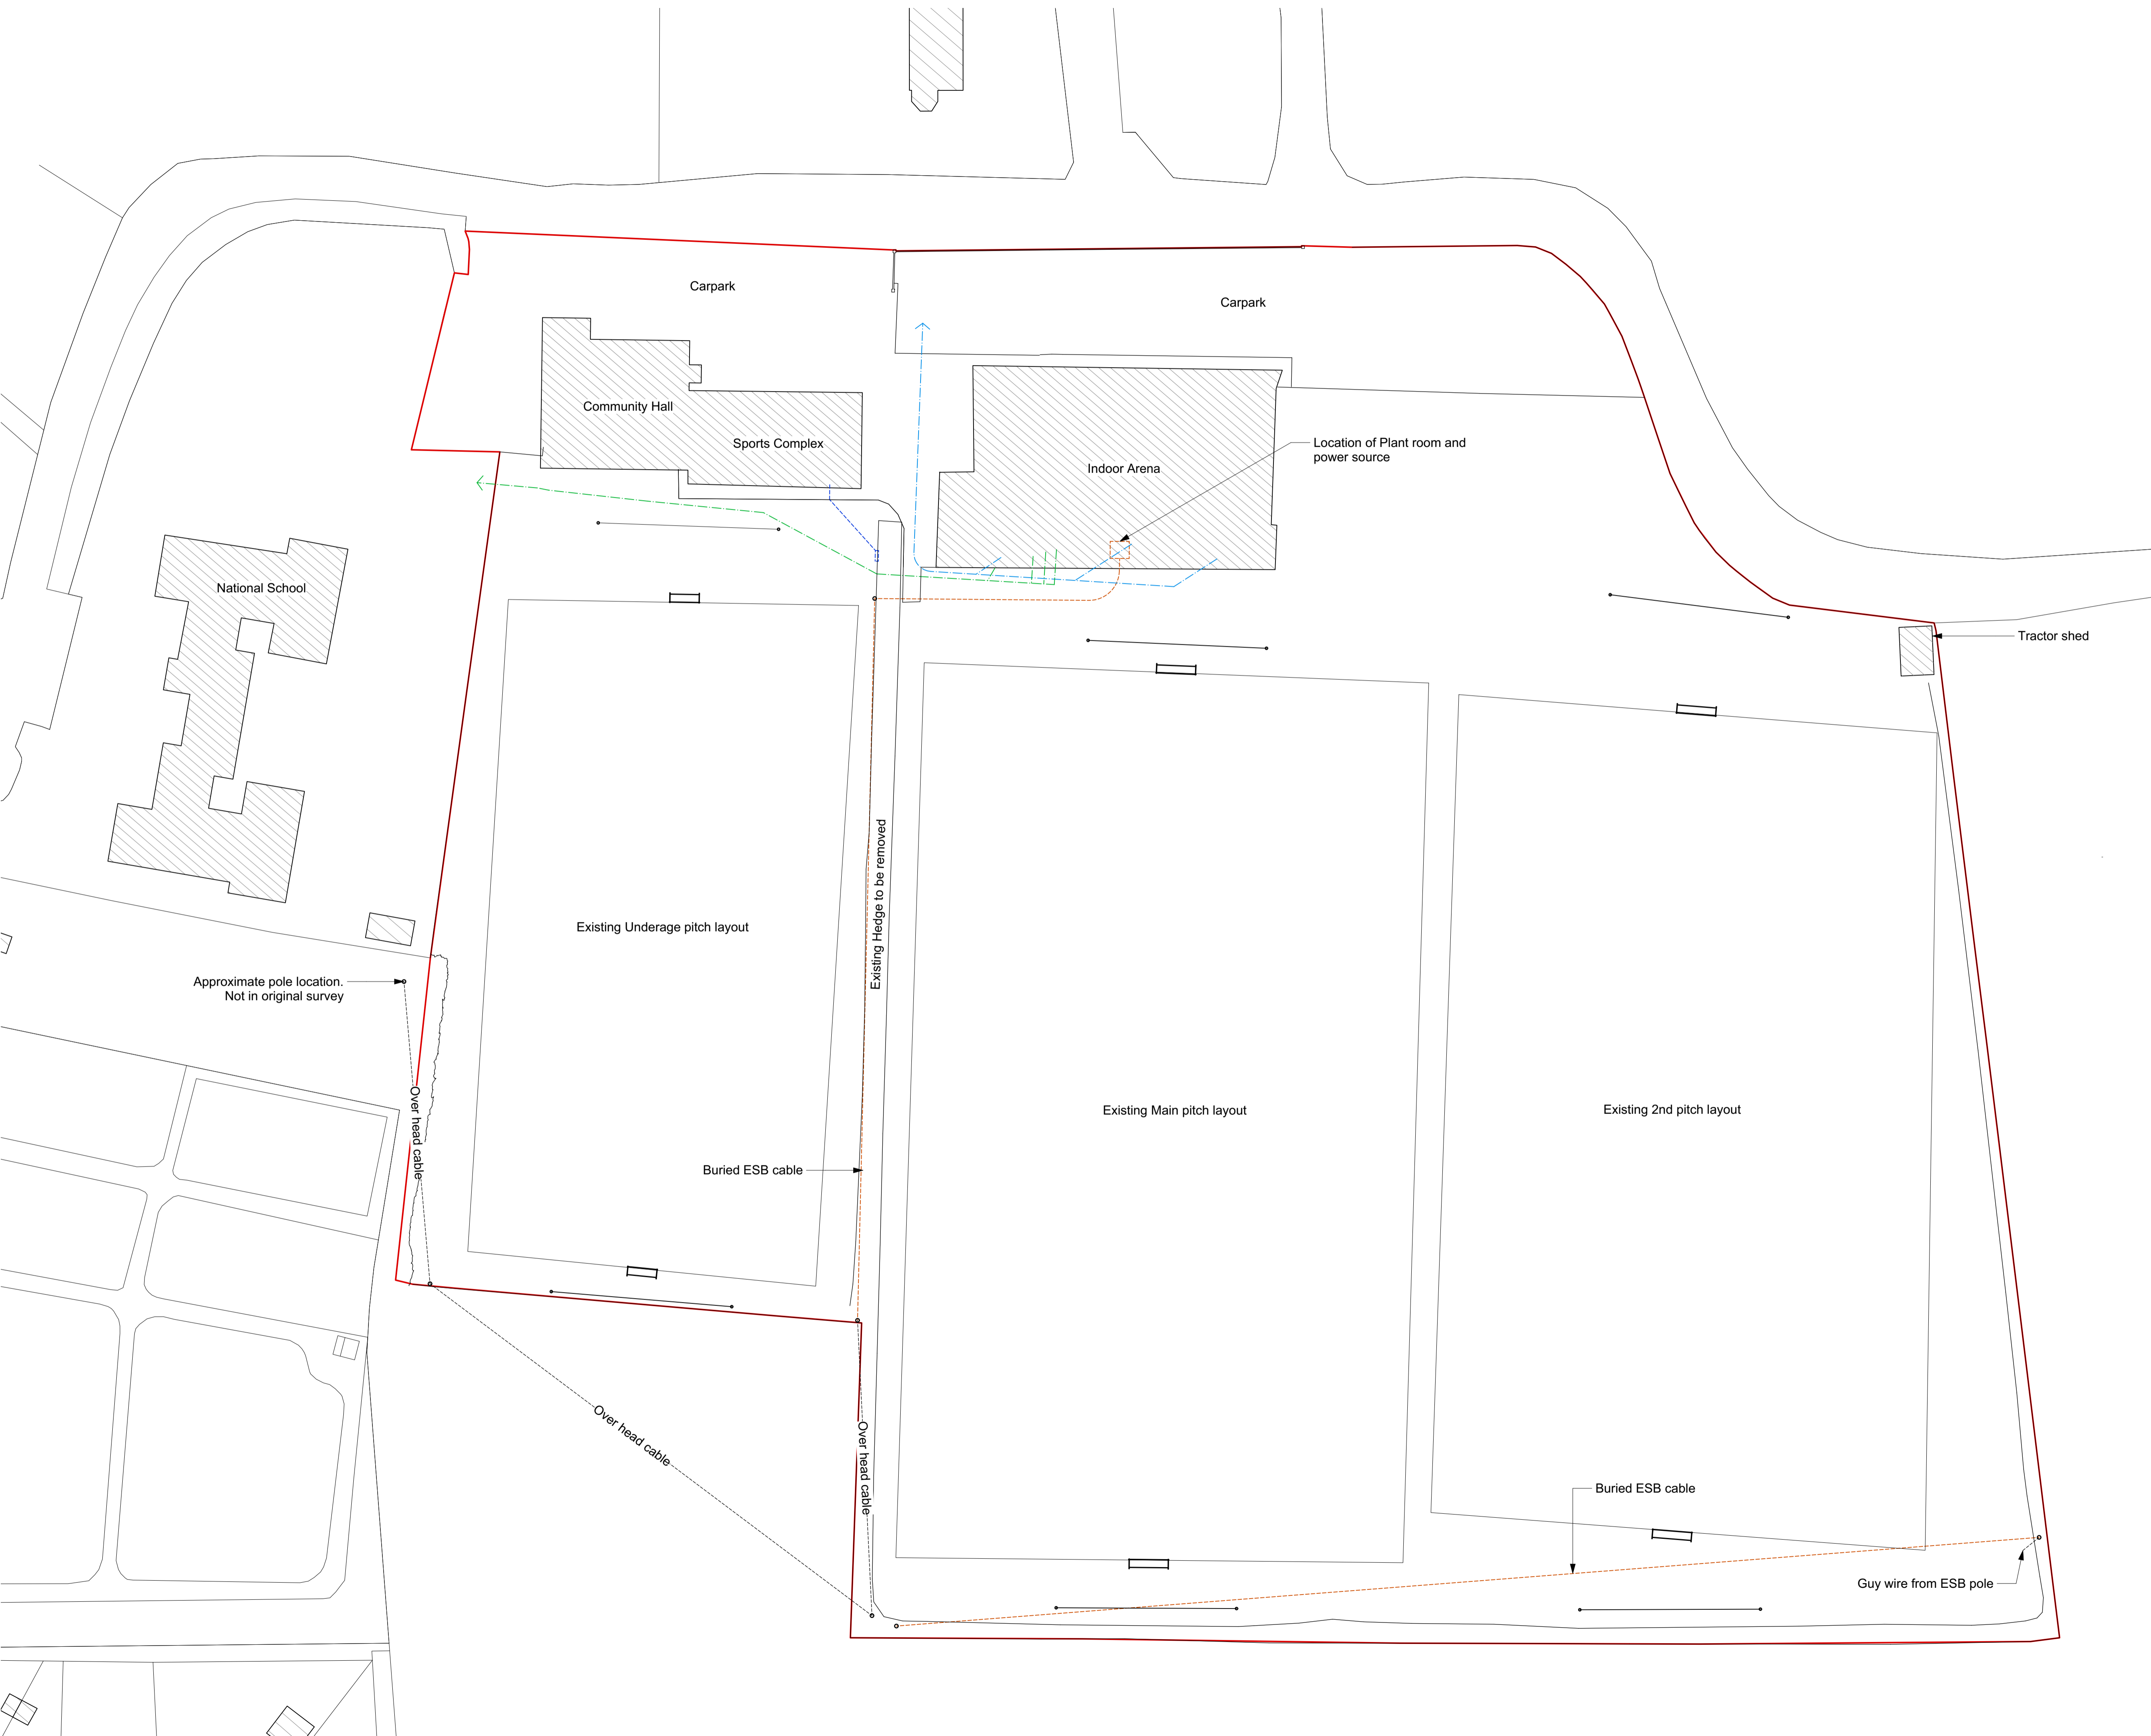 Carpark
Carpark
Community Hall
Sports Complex
Location of Plant room and
power source
Indoor Arena
National School
Tractor shed
Existing Hedge to be removed
Existing Underage pitch layout
Approximate pole location.
Not in original survey
Over head cable
Existing Main pitch layout
Existing 2nd pitch layout
Buried ESB cable
Over head cable
Over head cable
Buried ESB cable
Guy wire from ESB pole